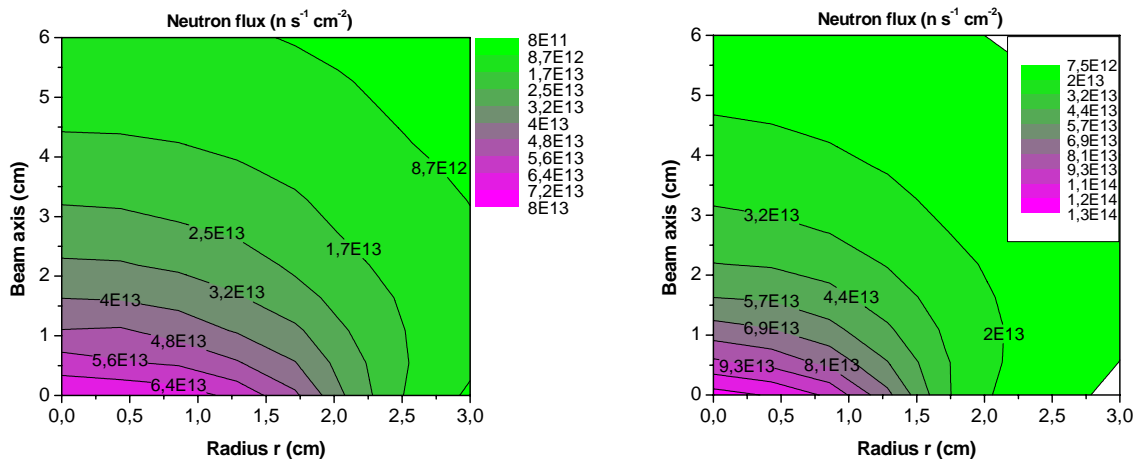 Neutron flux (n s⁻¹ cm⁻²)
6
5
4
3
2
1
0
Beam axis (cm)
8,7E12
1,7E13
2,5E13
3,2E13
4E13
4,8E13
5,6E13
6,4E13
0,0 0,5 1,0 1,5 2,0 2,5 3,0
Radius r (cm)
8E11
8,7E12
1,7E13
2,5E13
3,2E13
4E13
4,8E13
5,6E13
6,4E13
7,2E13
8E13
Neutron flux (n s⁻¹ cm⁻²)
6
5
4
3
2
1
0
Beam axis (cm)
3,2E13
4,4E13
5,7E13
6,9E13
2E13
9,3E13
8,1E13
0,0 0,5 1,0 1,5 2,0 2,5 3,0
Radius r (cm)
7,5E12
2E13
3,2E13
4,4E13
5,7E13
6,9E13
8,1E13
9,3E13
1,1E14
1,2E14
1,3E14